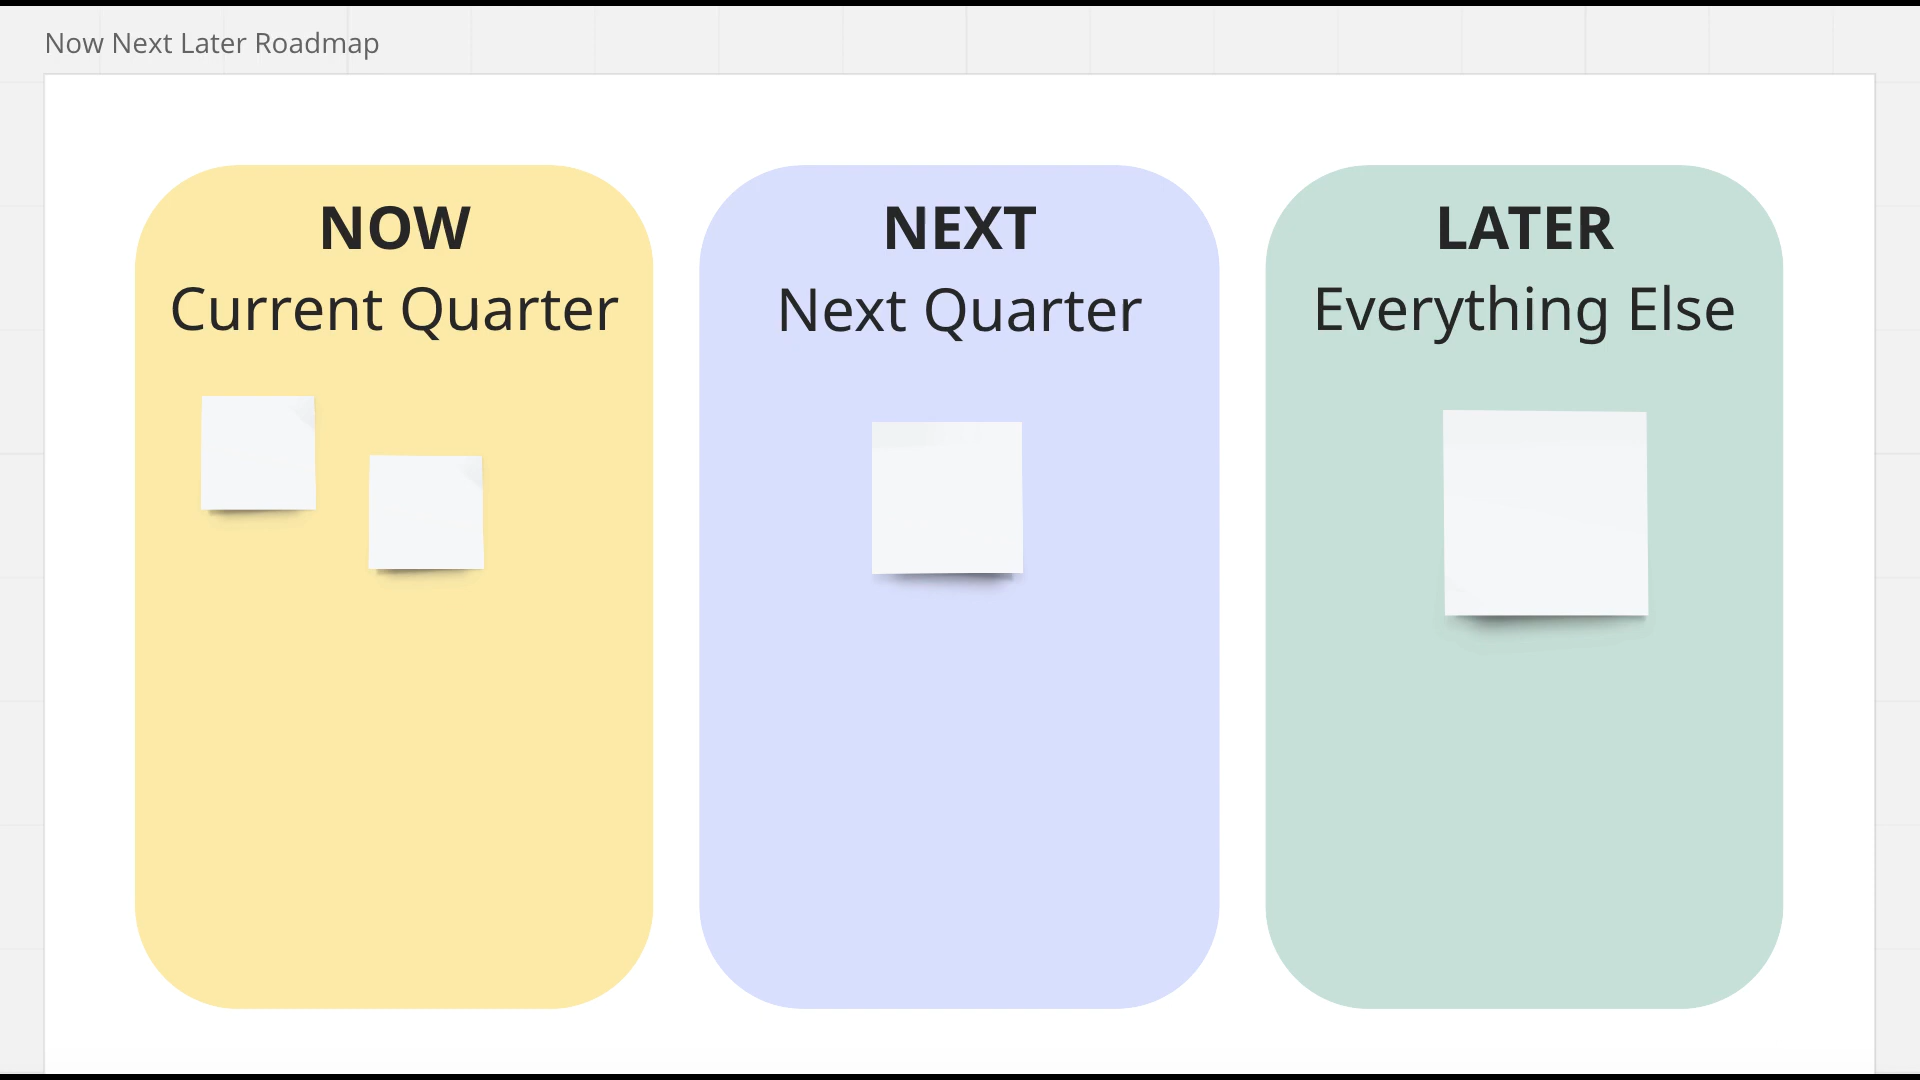 Now Next Later Roadmap
NOW
Current Quarter
NEXT
Next Quarter
LATER
Everything Else